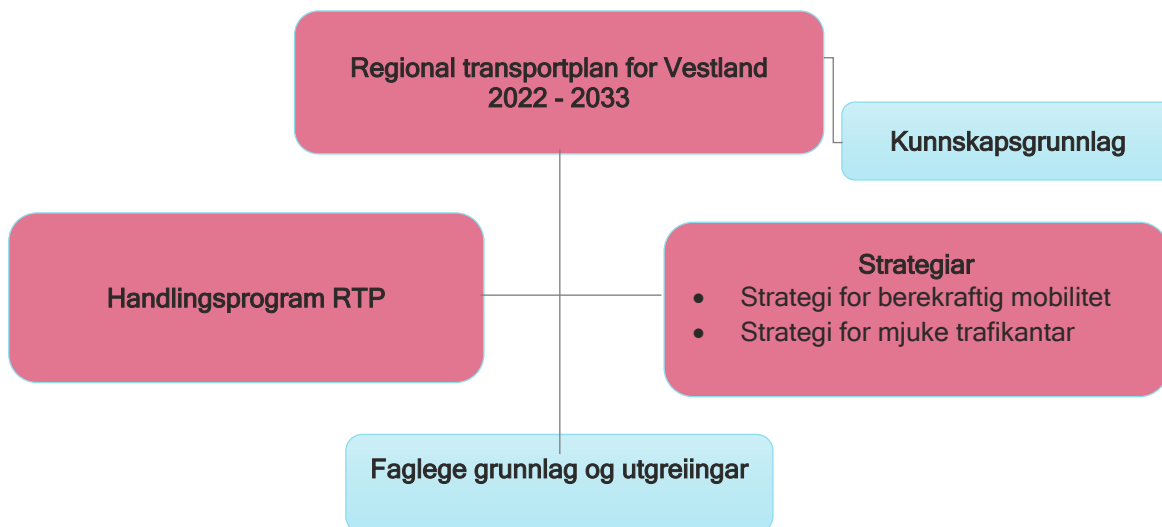 Regional transportplan for Vestland
2022 - 2033
Kunnskapsgrunnlag
Handlingsprogram RTP
Strategiar
• Strategi for berekraftig mobilitet
• Strategi for mjuke trafikantar
Faglege grunnlag og utgreiingar